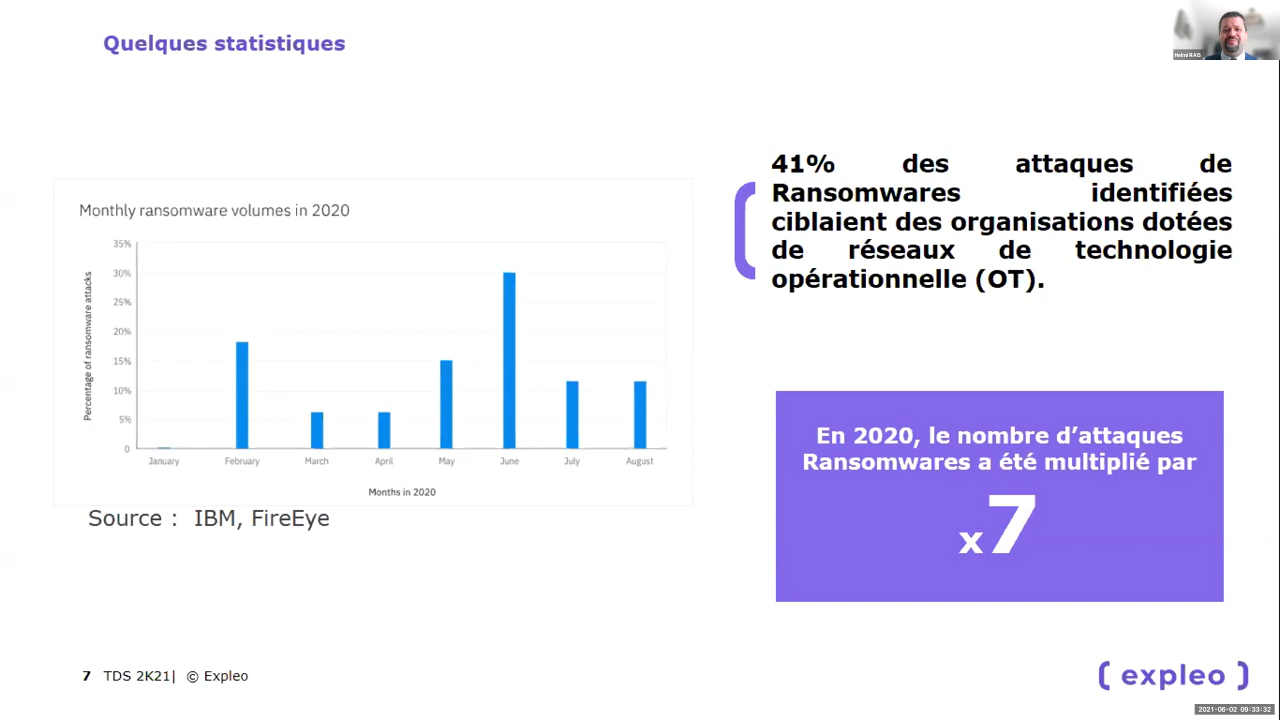 Quelques statistiques
Helmi RAIS
41% des attaques de
Ransomwares identifiées
ciblaient des organisations dotées
de réseaux de technologie
opérationnelle (OT).
Monthly ransomware volumes in 2020
Percentage of ransomware attacks
35%
30%
25%
20%
15%
10%
5%
0
January February March April May June July August
Months in 2020
Source : IBM, FireEye
En 2020, le nombre d’attaques
Ransomwares a été multiplié par
x7
7 TDS 2K21| © Expleo
( expleo )
2021-06-02 09:33:32